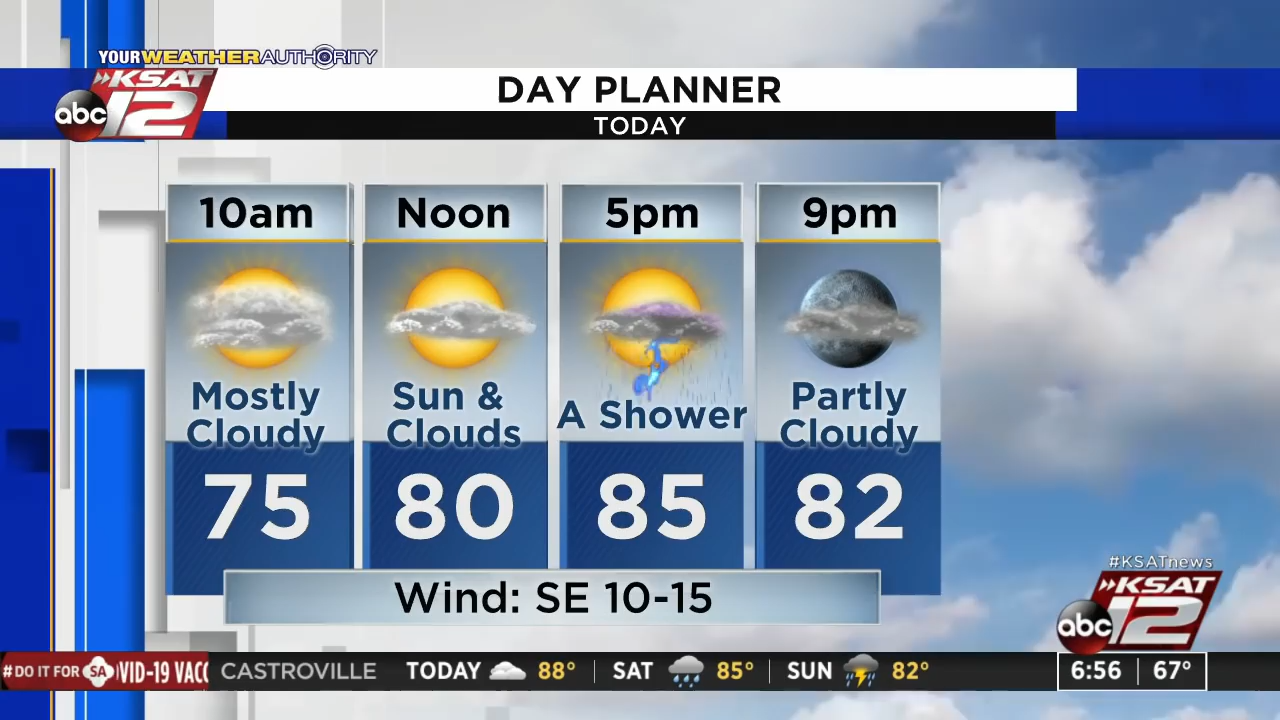 YOURWEATHERAUTHORITY
KSAT
abc 12
DAY PLANNER
TODAY
10am Noon 5pm 9pm
Mostly Cloudy
Sun & Clouds
A Shower
Partly Cloudy
75 80 85 82
Wind: SE 10-15
#KSATnews
KSAT
abc 12
#DO IT FOR SA VID-19 VACC CASTROVILLE TODAY 88° SAT 85° SUN 82° 6:56 67°